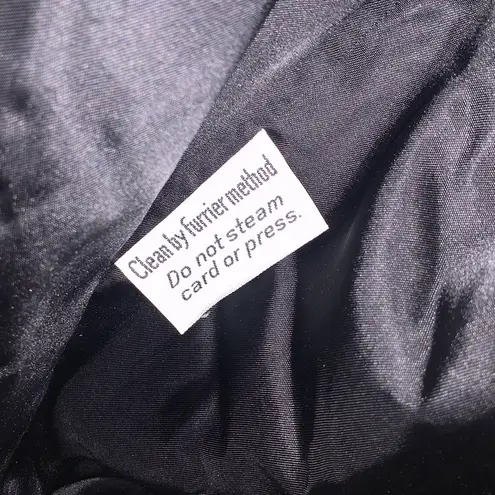 Clean by furrier method
Do not steam
card or press.